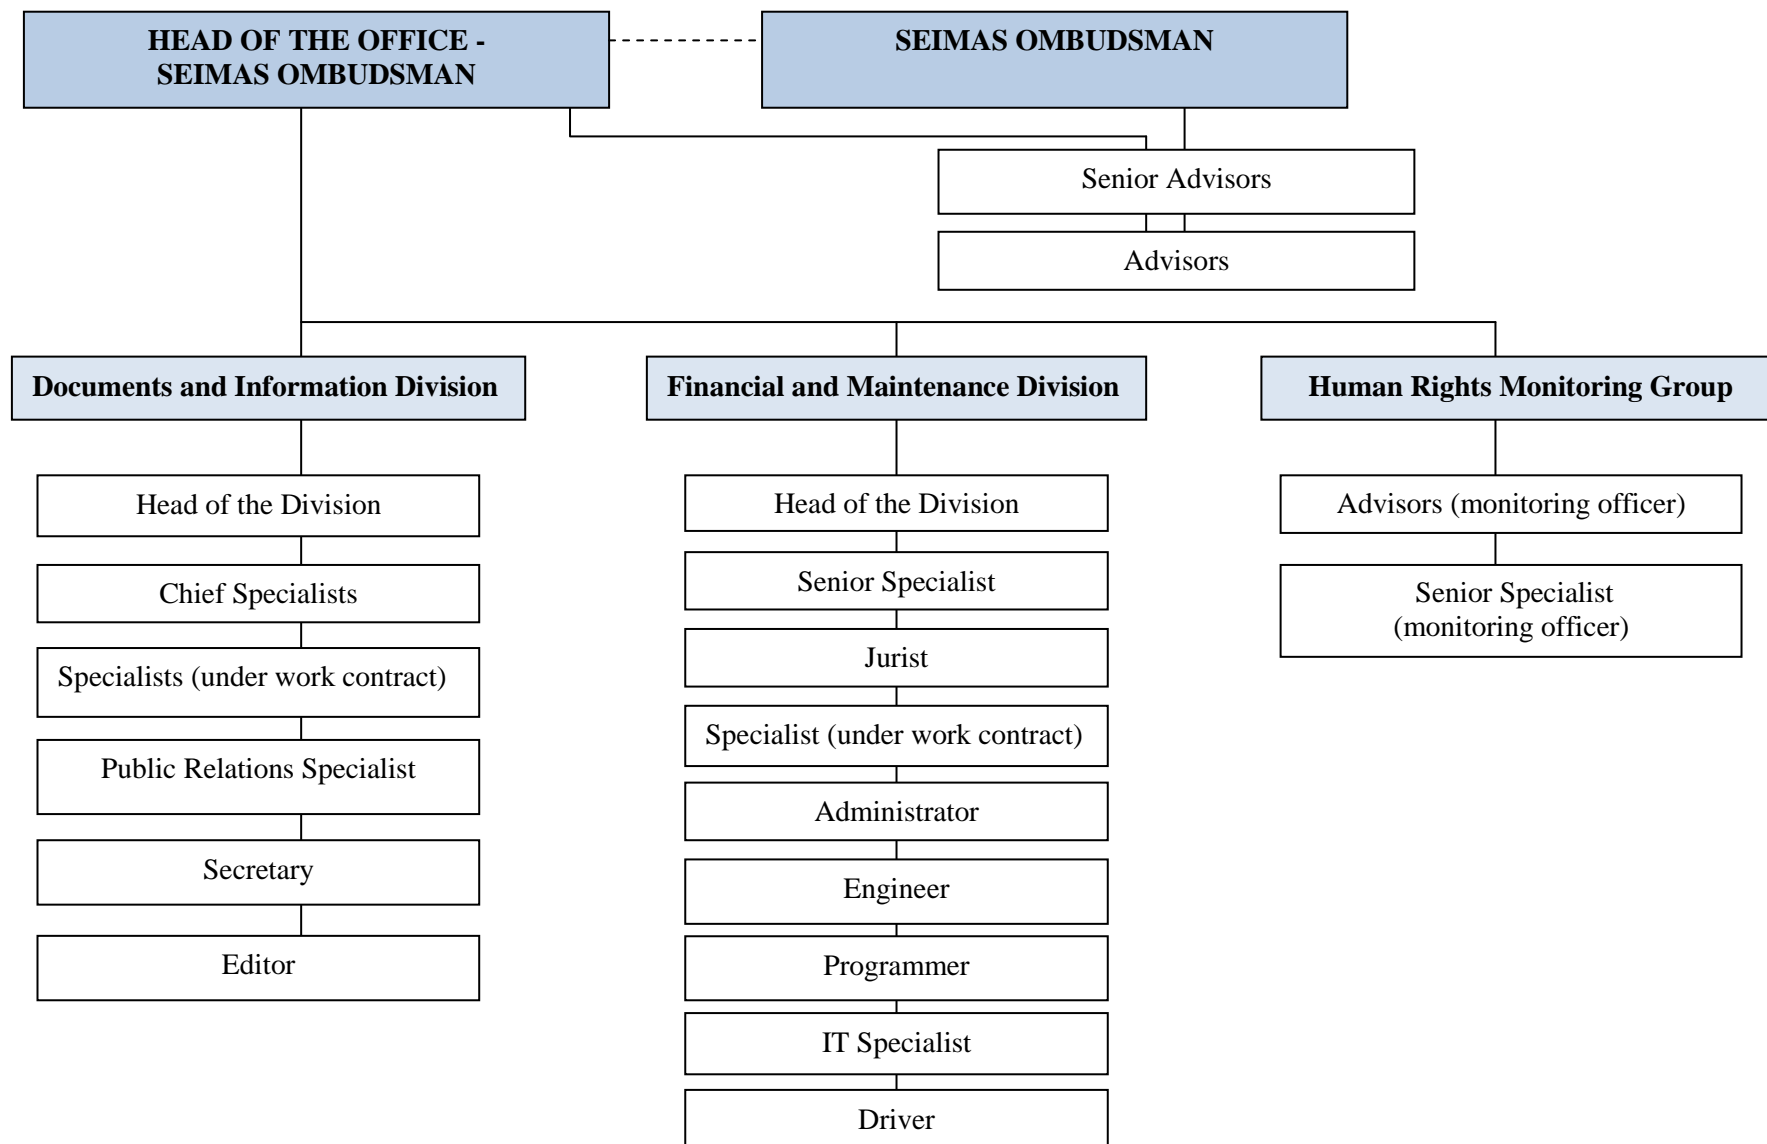 HEAD OF THE OFFICE -
SEIMAS OMBUDSMAN
SEIMAS OMBUDSMAN
Senior Advisors
Advisors
Documents and Information Division
Financial and Maintenance Division
Human Rights Monitoring Group
Head of the Division
Chief Specialists
Specialists (under work contract)
Public Relations Specialist
Secretary
Editor
Head of the Division
Senior Specialist
Jurist
Specialist (under work contract)
Administrator
Engineer
Programmer
IT Specialist
Driver
Advisors (monitoring officer)
Senior Specialist
(monitoring officer)